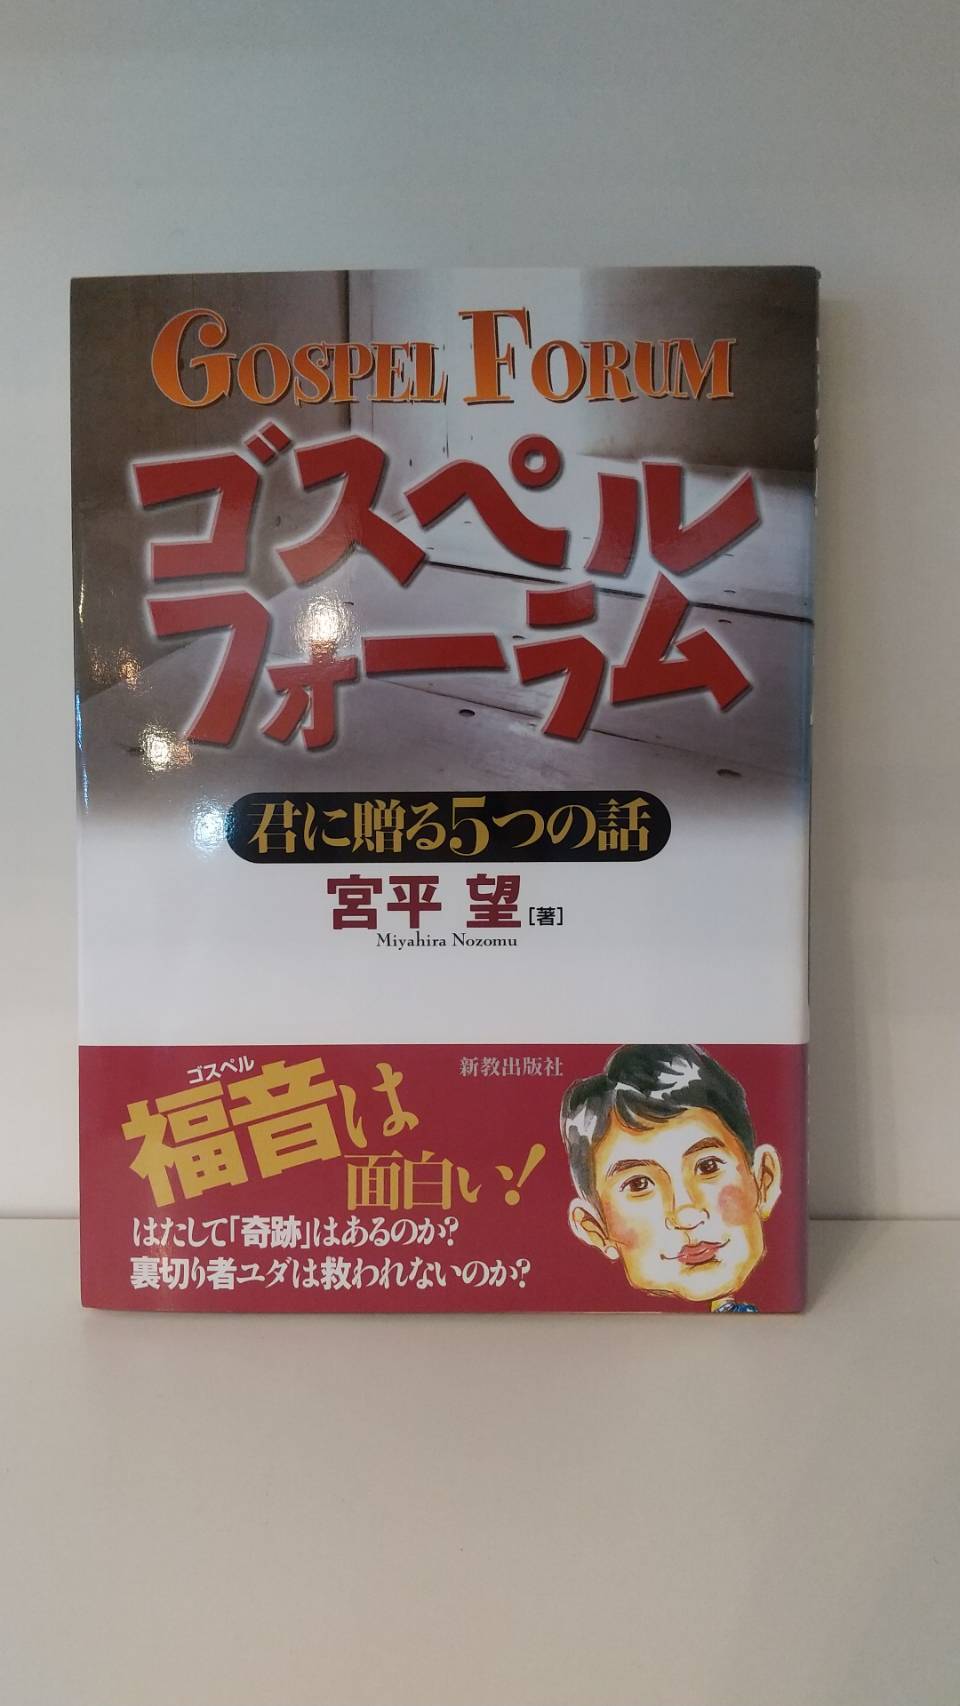 GOSPEL FORUM
ゴスペル
フォーラム
君に贈る5つの話
宮平 望[著]
Miyahira Nozomu
新教出版社
ゴスペル
福音は
面白い!
はたして「奇跡」はあるのか?
裏切り者ユダは救われないのか?